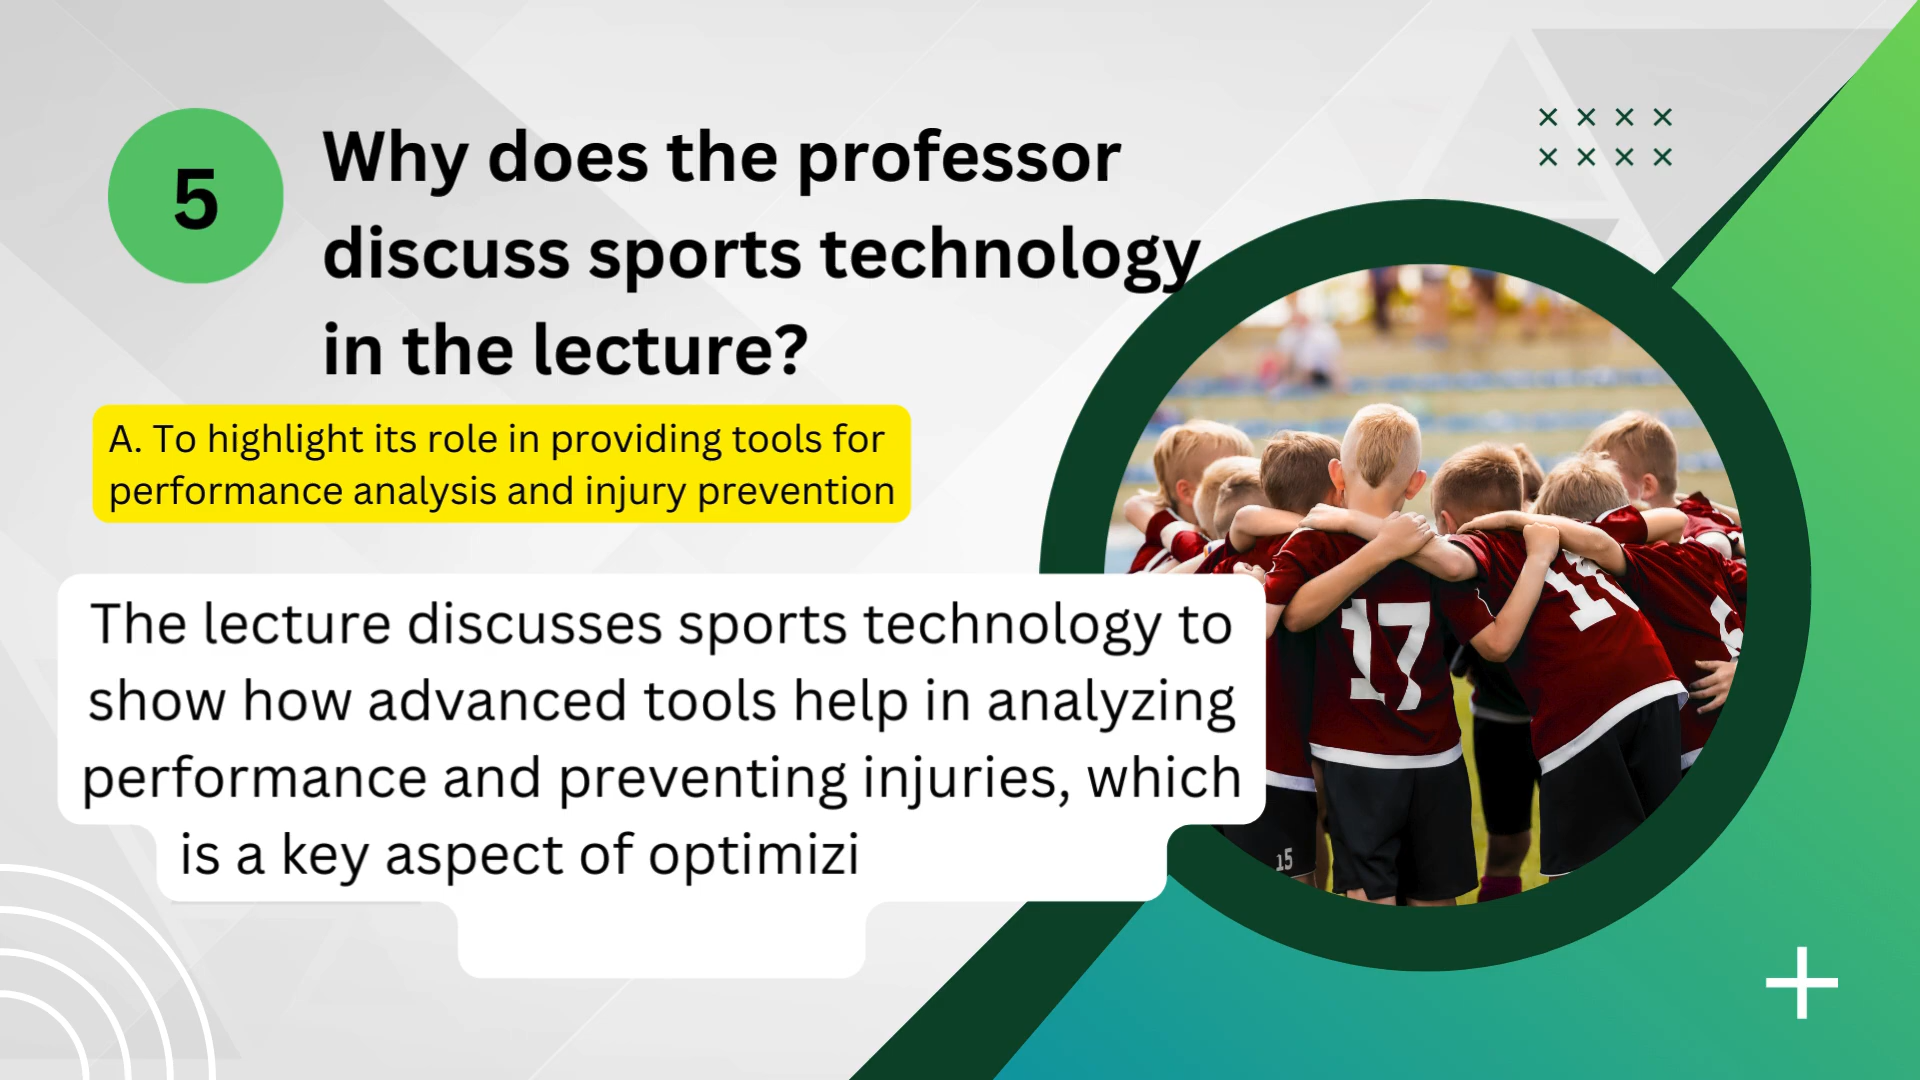 5
Why does the professor
discuss sports technology
in the lecture?
A. To highlight its role in providing tools for
performance analysis and injury prevention
The lecture discusses sports technology to
show how advanced tools help in analyzing
performance and preventing injuries, which
is a key aspect of optimizi
17
15